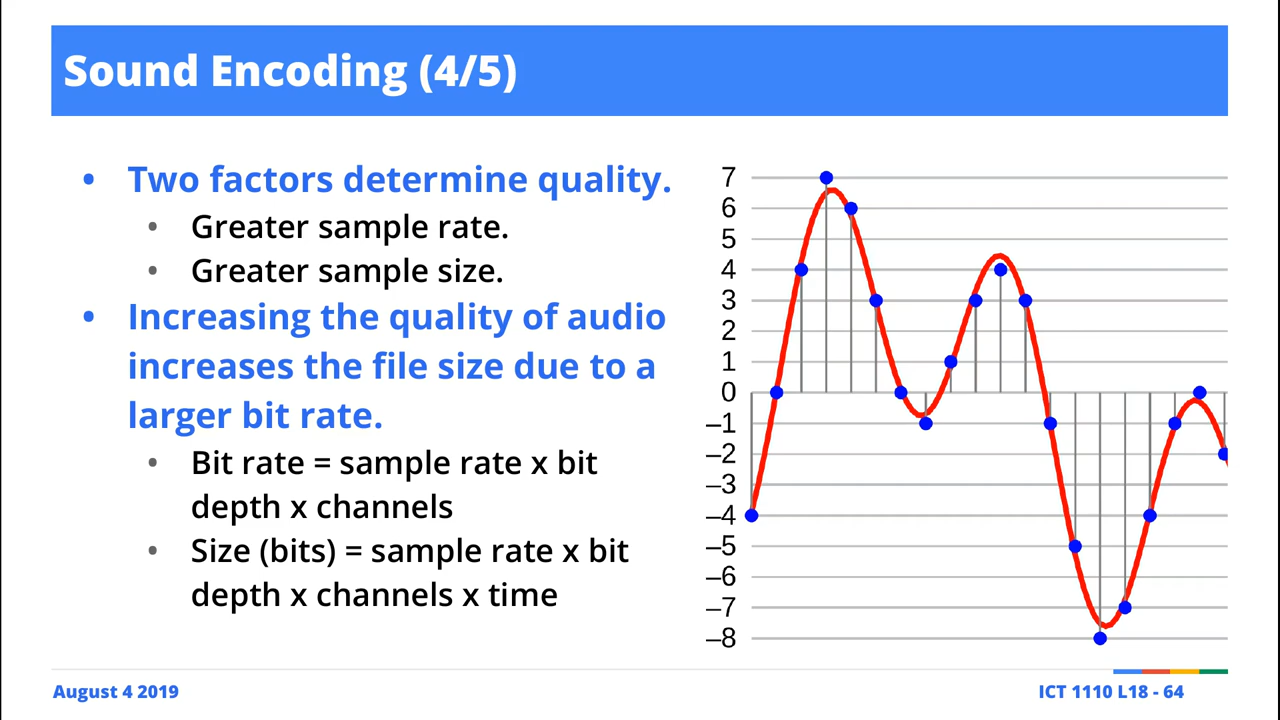 Sound Encoding (4/5)
• Two factors determine quality.
• Greater sample rate.
• Greater sample size.
• Increasing the quality of audio
increases the file size due to a
larger bit rate.
• Bit rate = sample rate x bit
depth x channels
• Size (bits) = sample rate x bit
depth x channels x time
7
6
5
4
3
2
1
0
–1
–2
–3
–4
–5
–6
–7
–8
August 4 2019
ICT 1110 L18 - 64